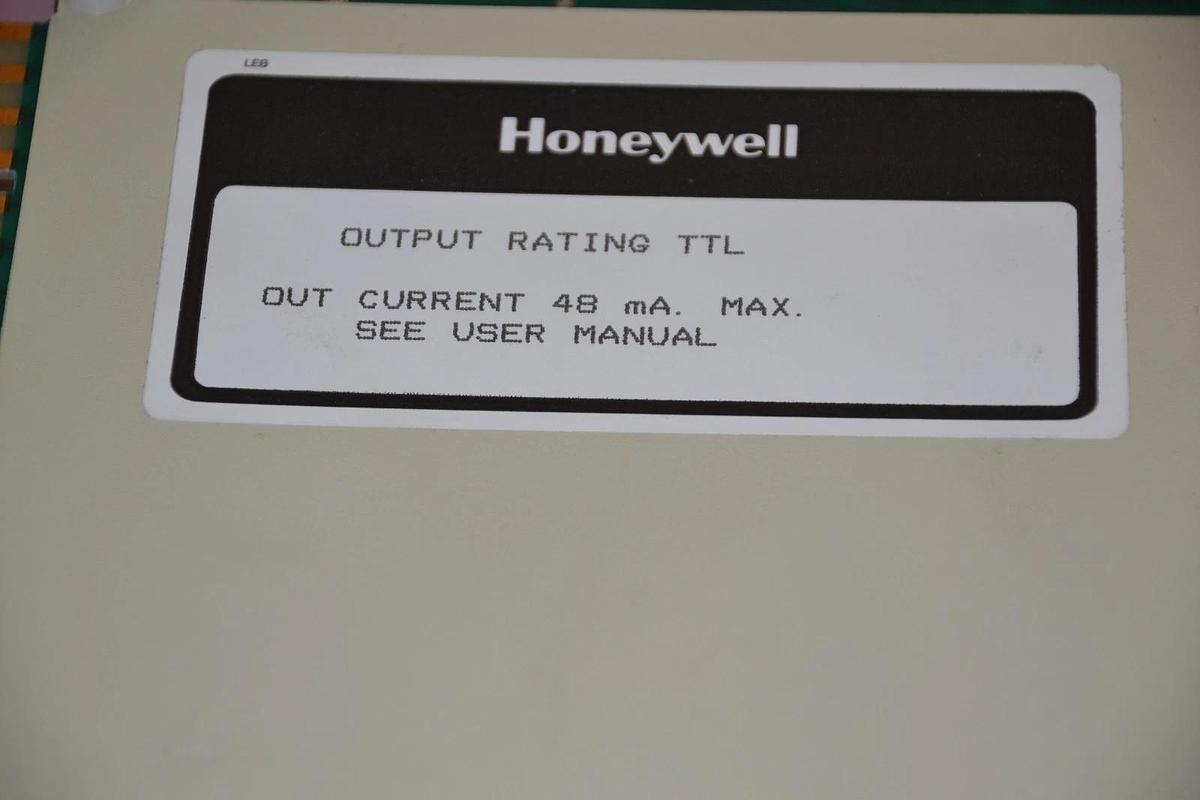 LEB
Honeywell
OUTPUT RATING TTL
OUT CURRENT 48 mA. MAX.
SEE USER MANUAL